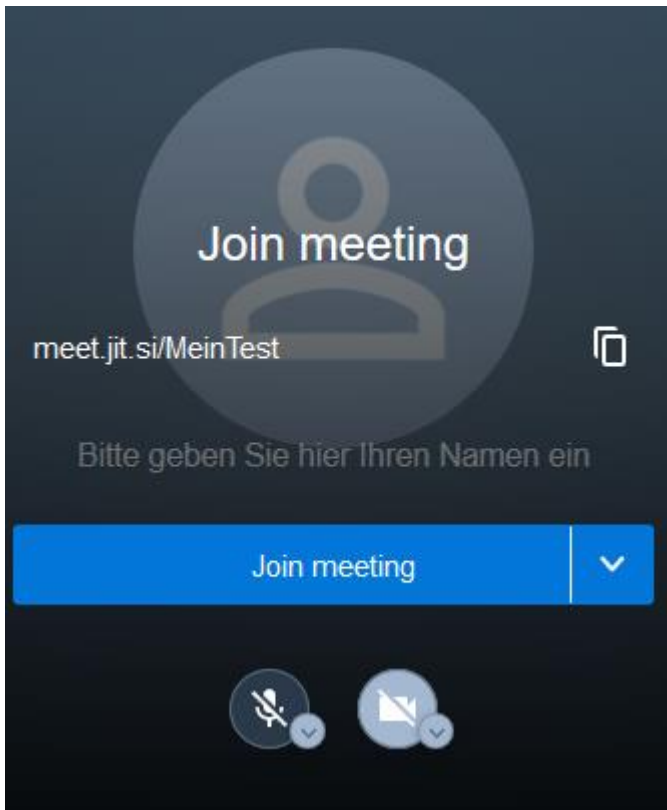 Join meeting
meet.jit.si/MeinTest
Bitte geben Sie hier Ihren Namen ein
Join meeting